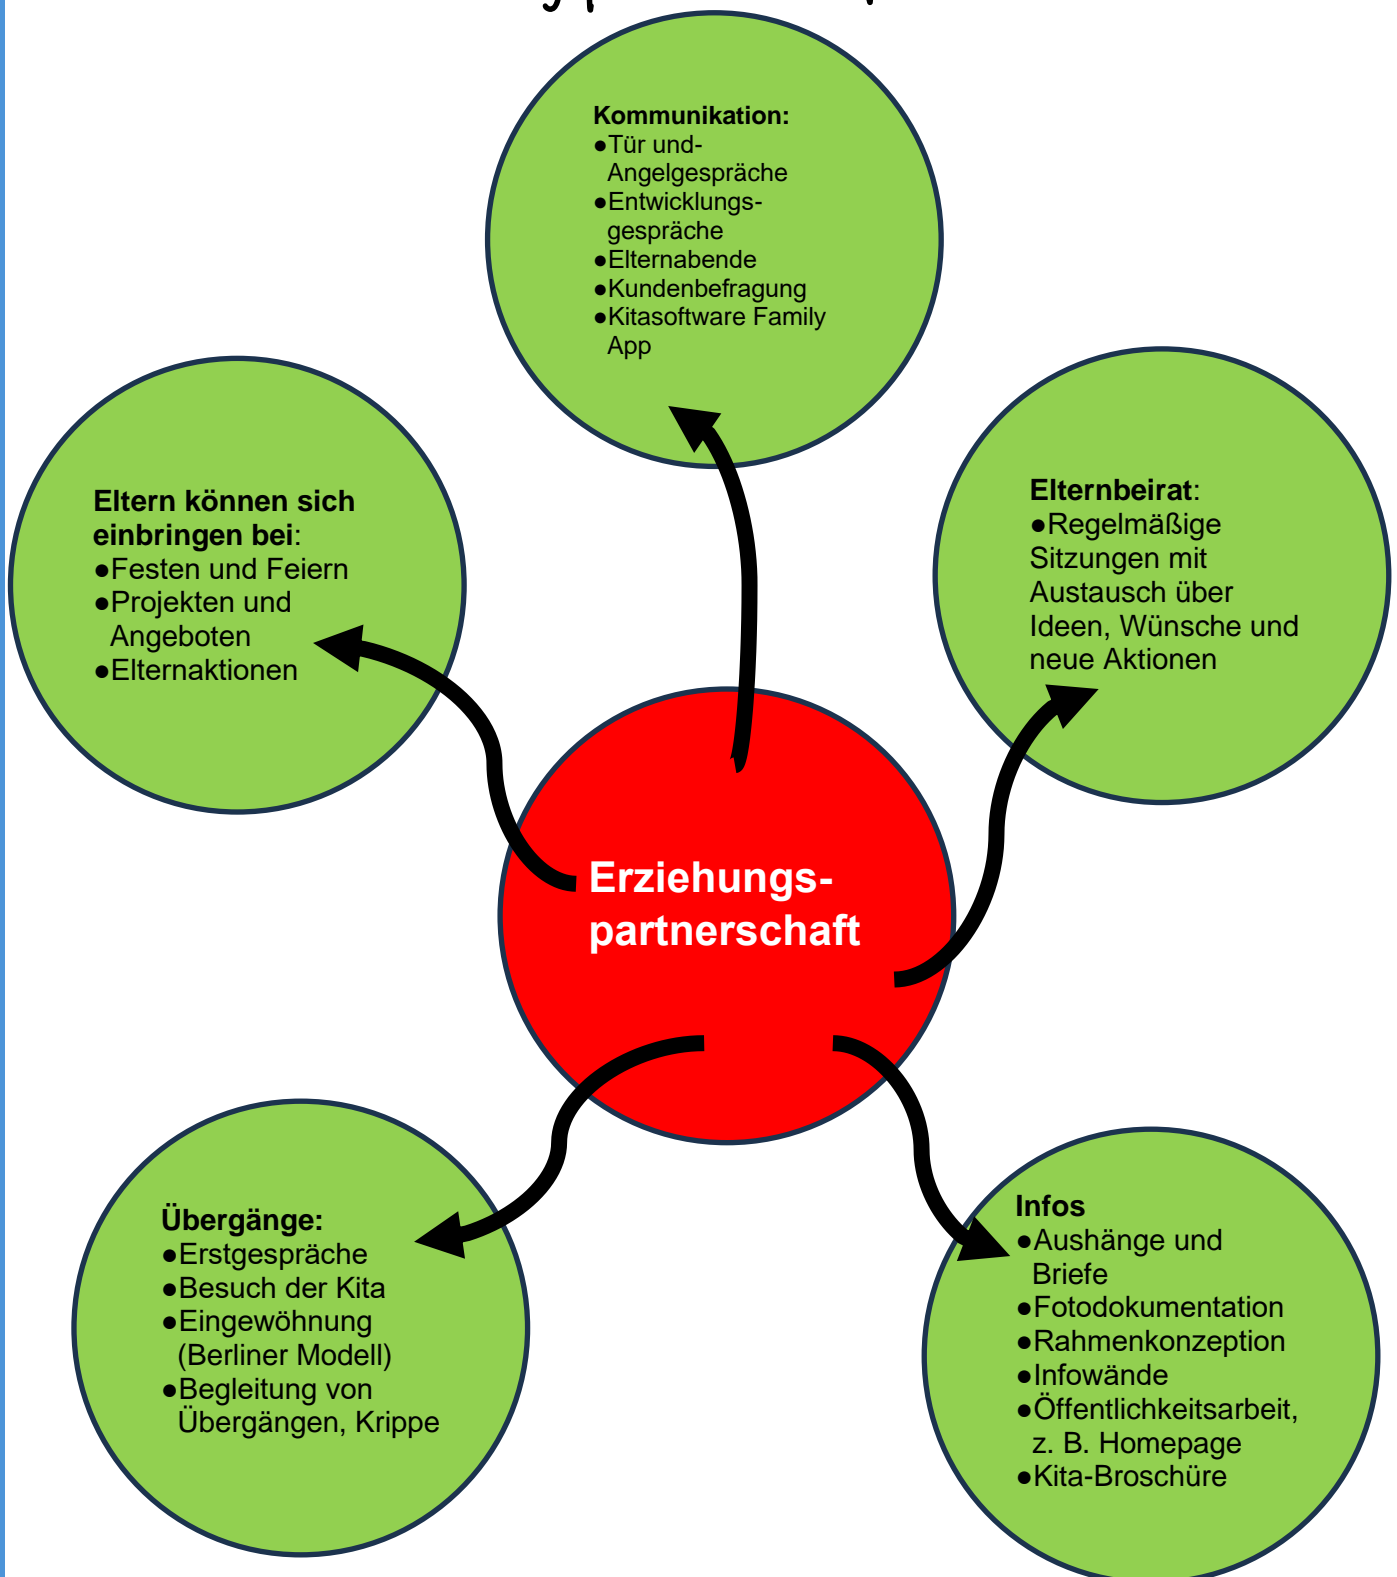 Kommunikation:
●Tür und-
Angelgespräche
●Entwicklungs-
gespräche
●Elternabende
●Kundenbefragung
●Kitasoftware Family
App
Eltern können sich
einbringen bei:
●Festen und Feiern
●Projekten und
Angeboten
●Elternaktionen
Elternbeirat:
●Regelmäßige
Sitzungen mit
Austausch über
Ideen, Wünsche und
neue Aktionen
Erziehungs-
partnerschaft
Übergänge:
●Erstgespräche
●Besuch der Kita
●Eingewöhnung
(Berliner Modell)
●Begleitung von
Übergängen, Krippe
Infos
●Aushänge und
Briefe
●Fotodokumentation
●Rahmenkonzeption
●Infowände
●Öffentlichkeitsarbeit,
z. B. Homepage
●Kita-Broschüre